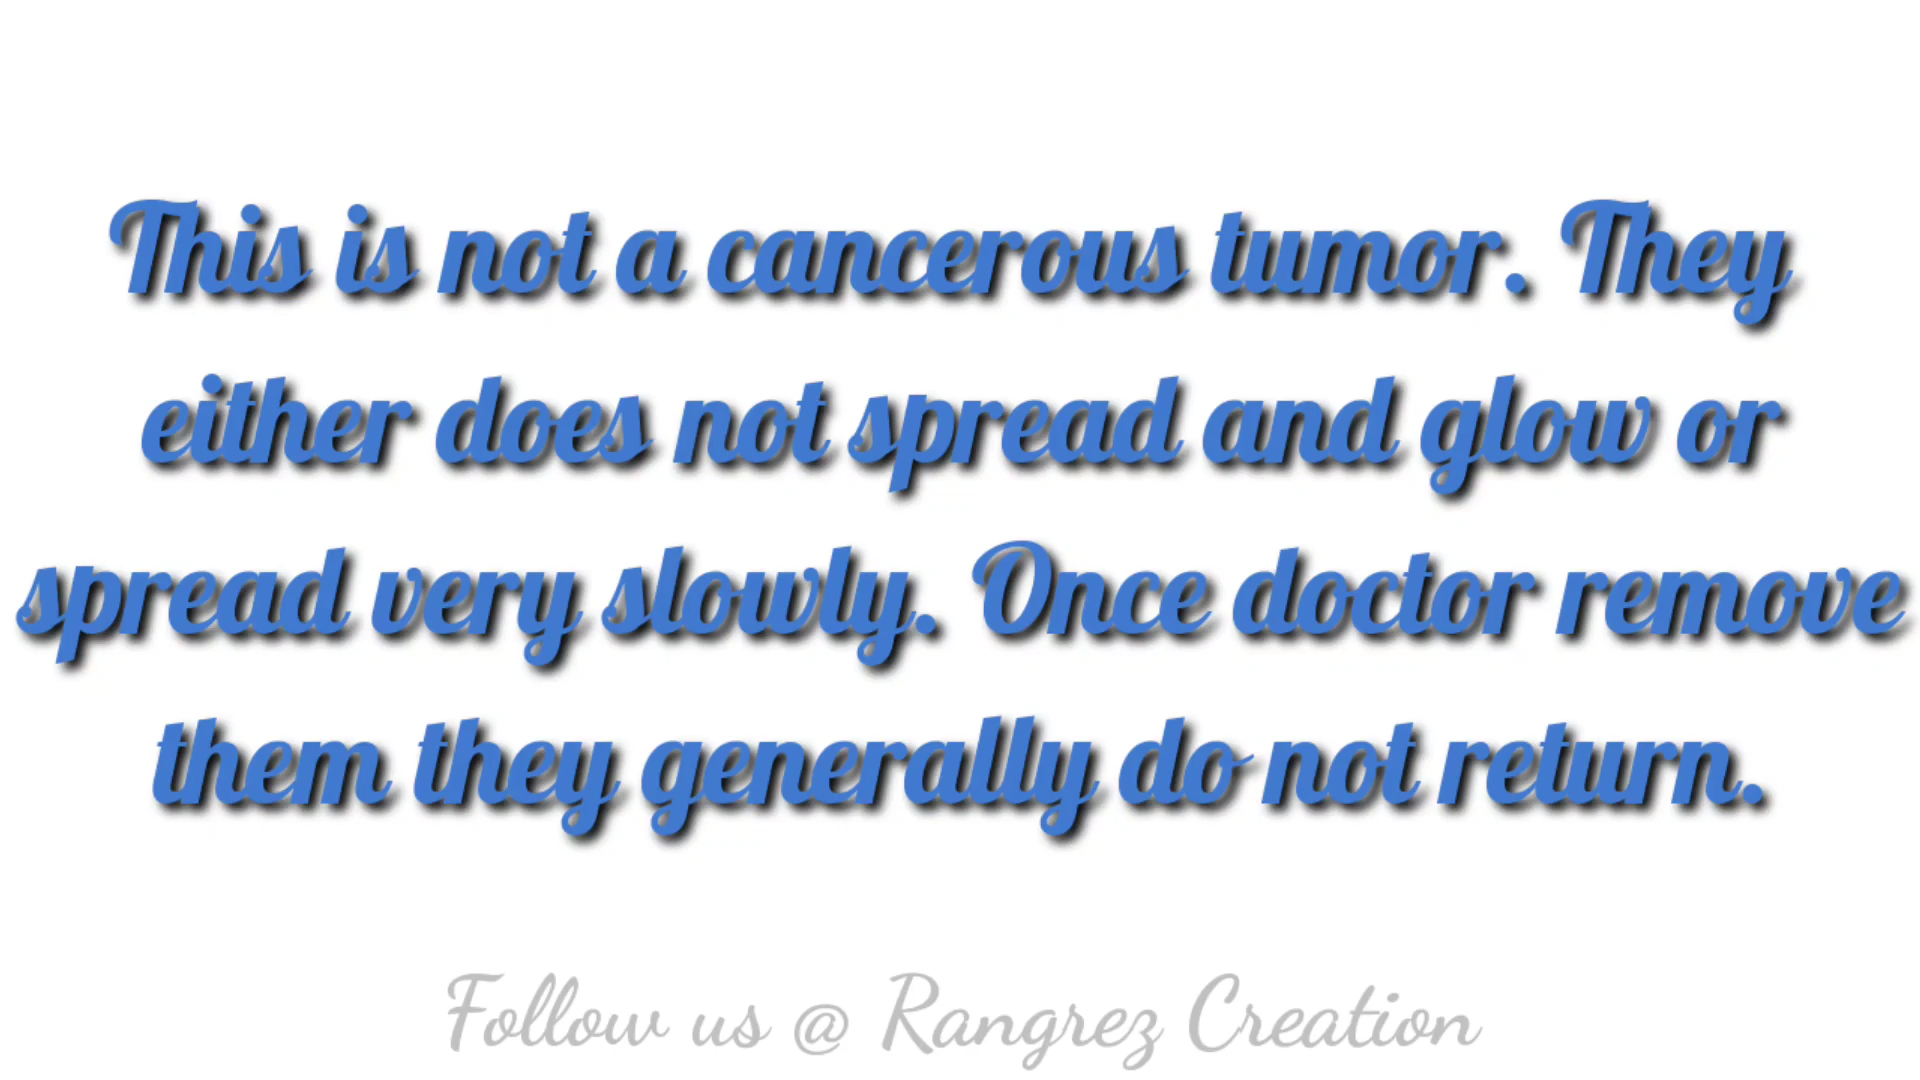 This is not a cancerous tumor. They
either does not spread and glow or
spread very slowly. Once doctor remove
them they generally do not return.
Follow us @ Rangrez Creation